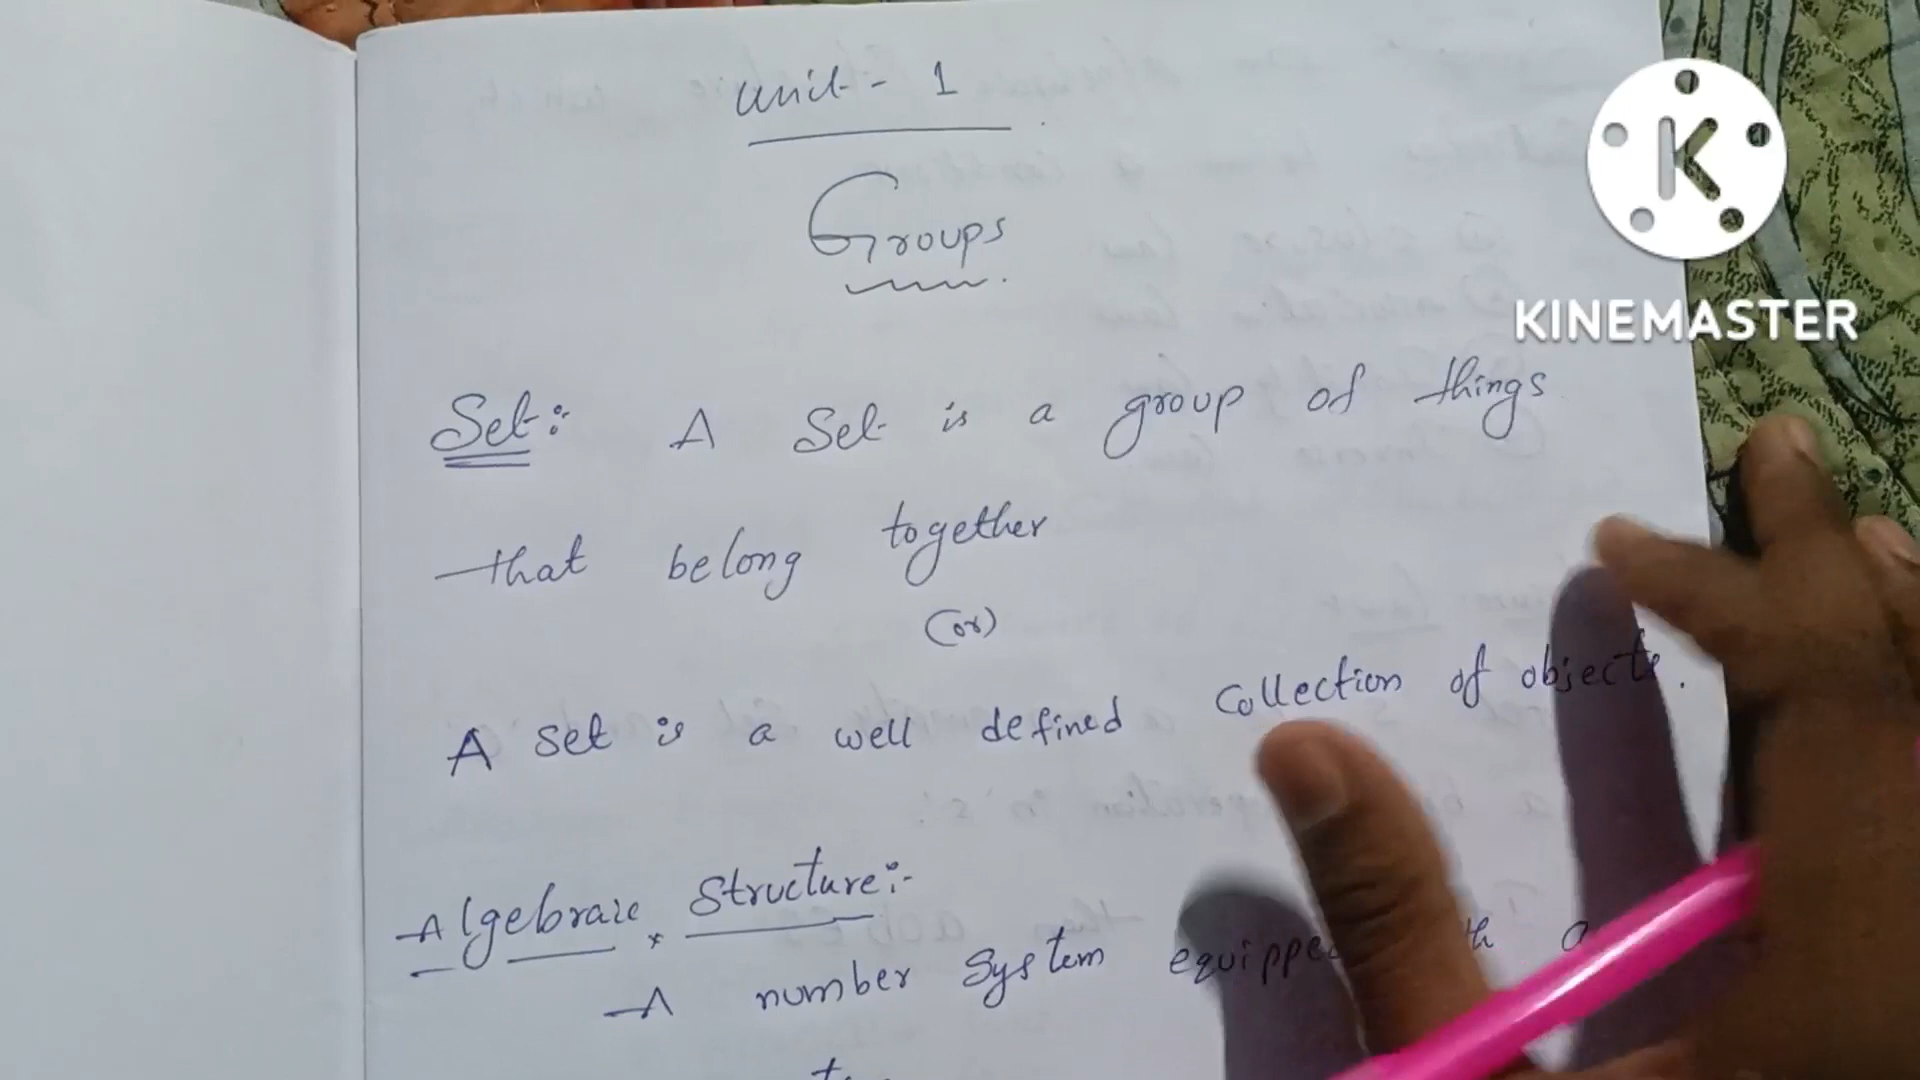 Unit - 1
Groups
KINEMASTER
Set:- A Set is a group of things
that belong together
(or)
A set is a well defined collection of objects.
Algebraic Structure:-
A number System equipped a